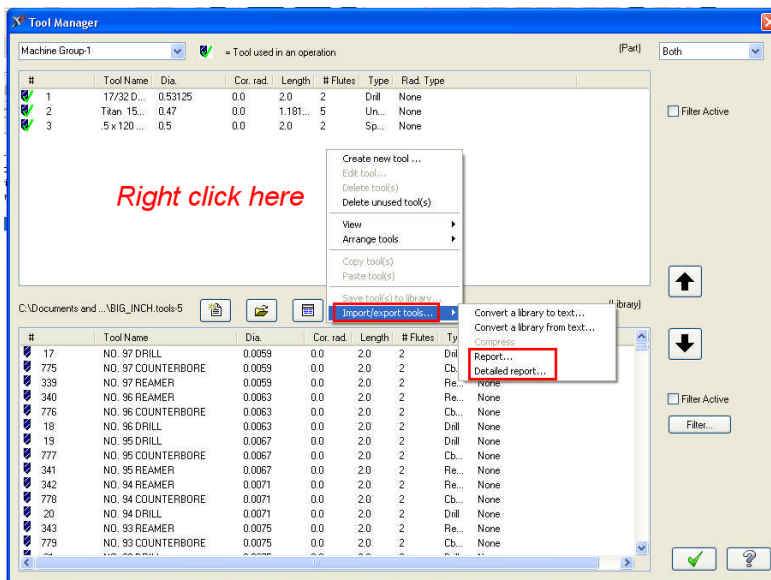 Tool Manager
Machine Group-1
= Tool used in an operation
(Part)
Both
# Tool Name Dia. Cor. rad. Length # Flutes Type Rad. Type
1 17/32 D... 0.53125 0.0 2.0 2 Drill None
2 Titan 15... 0.47 0.0 1.181... 5 Un... None
3 .5 x 120 ... 0.5 0.0 2.0 2 Sp... None
Filter Active
Right click here
Create new tool ...
Edit tool...
Delete tool(s)
Delete unused tool(s)
View
Arrange tools
Copy tool(s)
Paste tool(s)
Save tool(s) to library...
Import/export tools...
Convert a library to text...
Convert a library from text...
Compress
Report...
Detailed report...
C:\Documents and ...\BIG_INCH.tools-5
(Library)
# Tool Name Dia. Cor. rad. Length # Flutes Ty
17 NO. 97 DRILL 0.0059 0.0 2.0 2 Dril
775 NO. 97 COUNTERBORE 0.0059 0.0 2.0 2 Cb...
339 NO. 97 REAMER 0.0059 0.0 2.0 2 Re... None
340 NO. 96 REAMER 0.0063 0.0 2.0 2 Re... None
776 NO. 96 COUNTERBORE 0.0063 0.0 2.0 2 Cb... None
18 NO. 96 DRILL 0.0063 0.0 2.0 2 Drill None
19 NO. 95 DRILL 0.0067 0.0 2.0 2 Drill None
777 NO. 95 COUNTERBORE 0.0067 0.0 2.0 2 Cb... None
341 NO. 95 REAMER 0.0067 0.0 2.0 2 Re... None
342 NO. 94 REAMER 0.0071 0.0 2.0 2 Re... None
778 NO. 94 COUNTERBORE 0.0071 0.0 2.0 2 Cb... None
20 NO. 94 DRILL 0.0071 0.0 2.0 2 Drill None
343 NO. 93 REAMER 0.0075 0.0 2.0 2 Re... None
779 NO. 93 COUNTERBORE 0.0075 0.0 2.0 2 Cb... None
Filter Active
Filter...